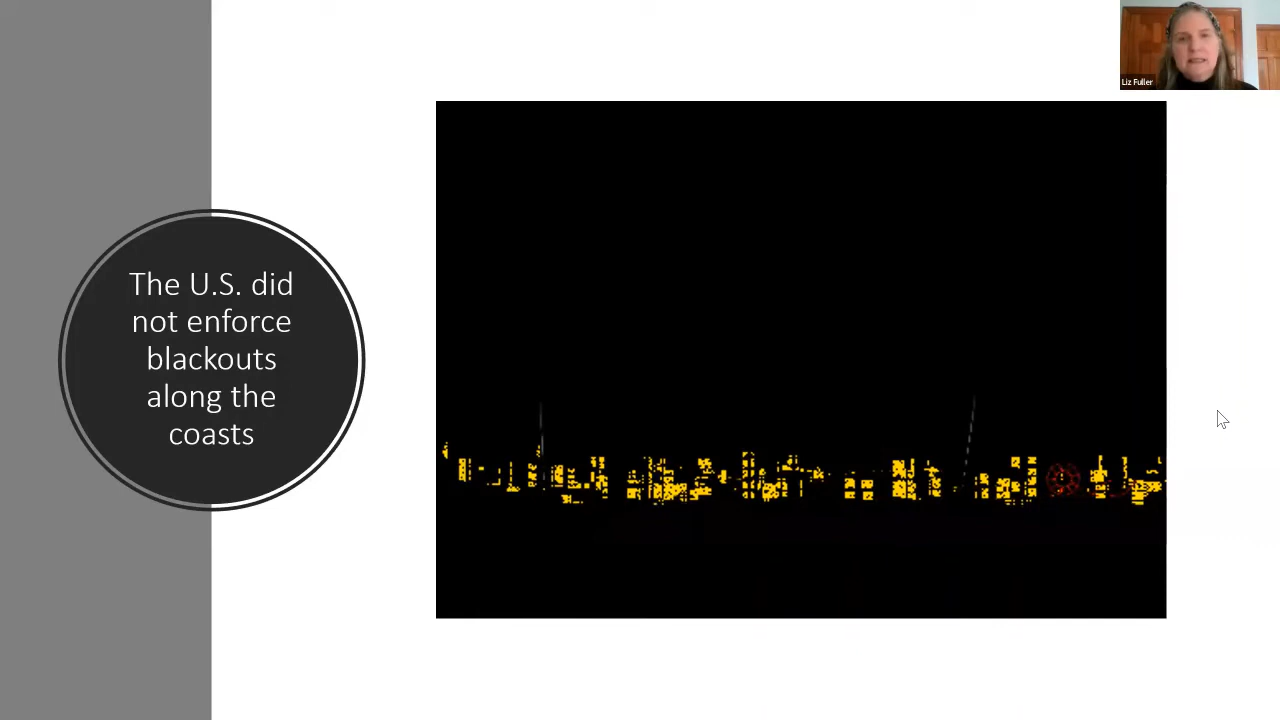 Liz Fuller
The U.S. did
not enforce
blackouts
along the
coasts